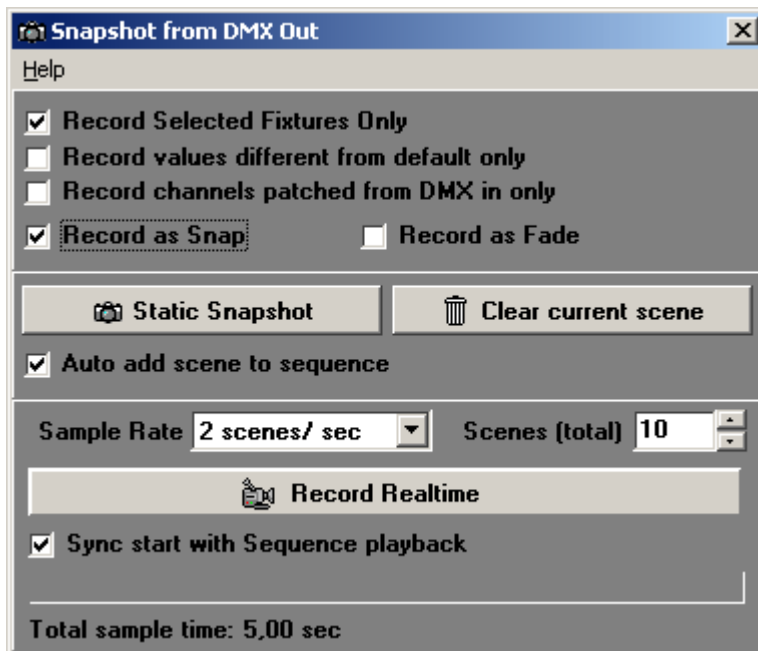 Snapshot from DMX Out
Help
Record Selected Fixtures Only
Record values different from default only
Record channels patched from DMX in only
Record as Snap Record as Fade
Static Snapshot Clear current scene
Auto add scene to sequence
Sample Rate 2 scenes/ sec Scenes (total) 10
Record Realtime
Sync start with Sequence playback
Total sample time: 5,00 sec